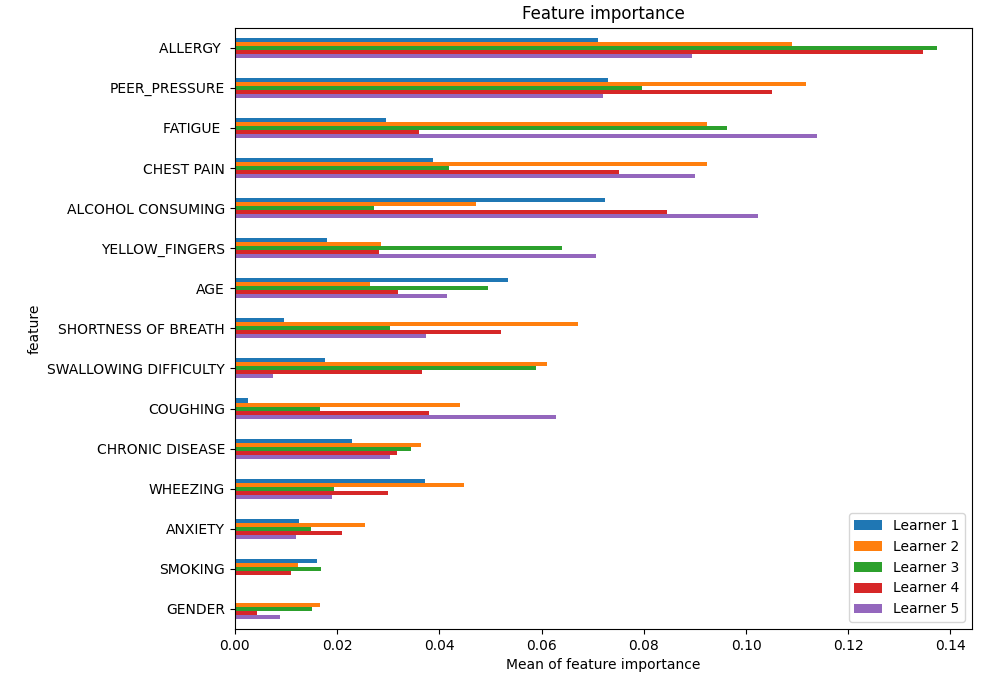 Feature importance
ALLERGY
PEER_PRESSURE
FATIGUE
CHEST PAIN
ALCOHOL CONSUMING
YELLOW_FINGERS
AGE
SHORTNESS OF BREATH
SWALLOWING DIFFICULTY
COUGHING
CHRONIC DISEASE
WHEEZING
ANXIETY
SMOKING
GENDER
feature
Learner 1
Learner 2
Learner 3
Learner 4
Learner 5
0.00 0.02 0.04 0.06 0.08 0.10 0.12 0.14
Mean of feature importance